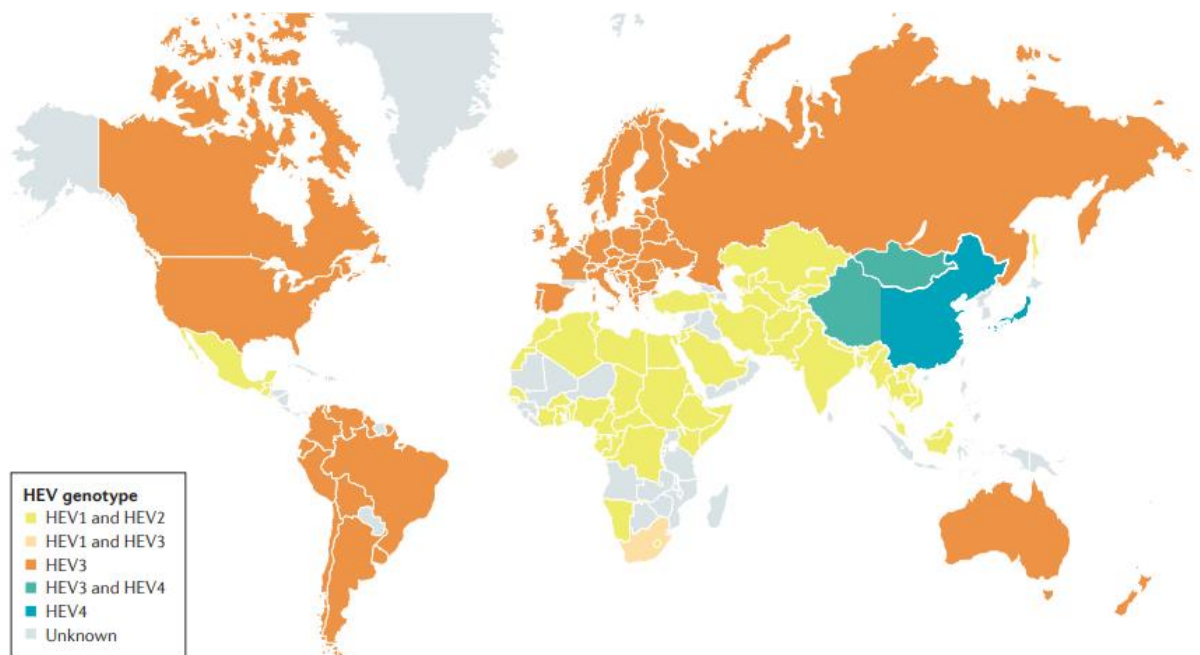 HEV genotype
HEV1 and HEV2
HEV1 and HEV3
HEV3
HEV3 and HEV4
HEV4
Unknown